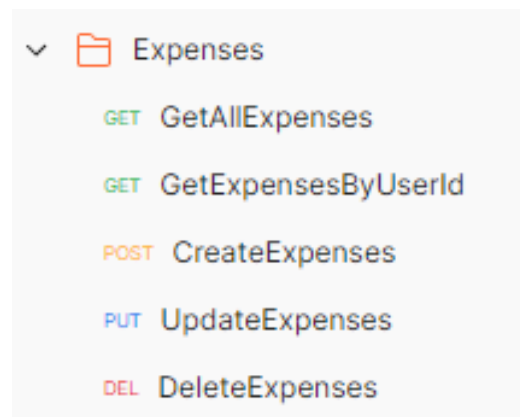 Expenses
GET GetAllExpenses
GET GetExpensesByUserId
POST CreateExpenses
PUT UpdateExpenses
DEL DeleteExpenses